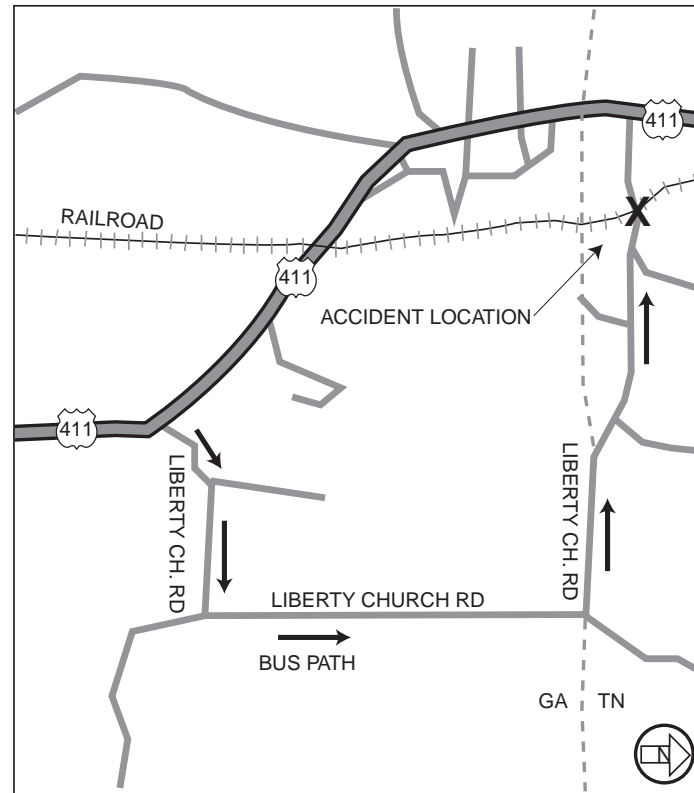 411
RAILROAD
411
ACCIDENT LOCATION
411
LIBERTY CH. RD
LIBERTY CH. RD
LIBERTY CHURCH RD
BUS PATH
GA TN
N
X